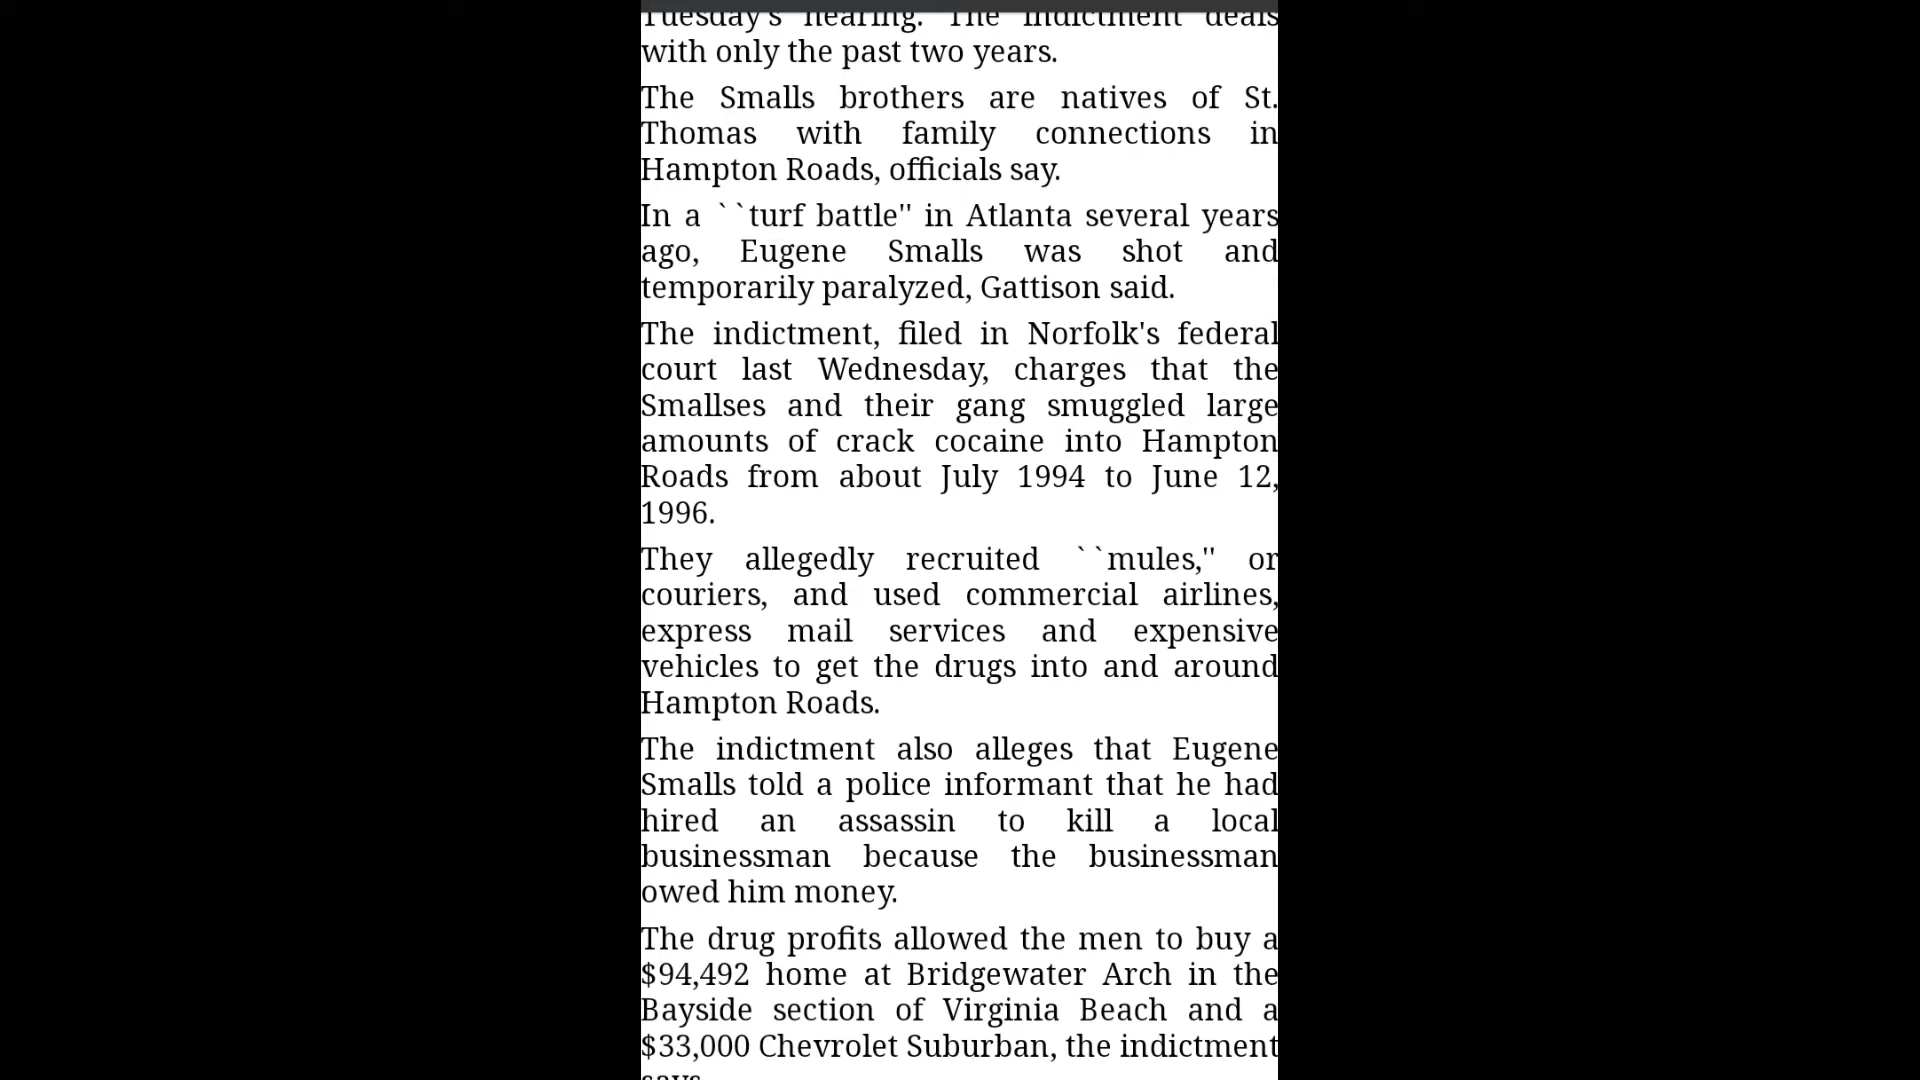 Tuesday's hearing. The indictment deals
with only the past two years.
The Smalls brothers are natives of St.
Thomas with family connections in
Hampton Roads, officials say.
In a ``turf battle'' in Atlanta several years
ago, Eugene Smalls was shot and
temporarily paralyzed, Gattison said.
The indictment, filed in Norfolk's federal
court last Wednesday, charges that the
Smallses and their gang smuggled large
amounts of crack cocaine into Hampton
Roads from about July 1994 to June 12,
1996.
They allegedly recruited ``mules,'' or
couriers, and used commercial airlines,
express mail services and expensive
vehicles to get the drugs into and around
Hampton Roads.
The indictment also alleges that Eugene
Smalls told a police informant that he had
hired an assassin to kill a local
businessman because the businessman
owed him money.
The drug profits allowed the men to buy a
$94,492 home at Bridgewater Arch in the
Bayside section of Virginia Beach and a
$33,000 Chevrolet Suburban, the indictment
says.